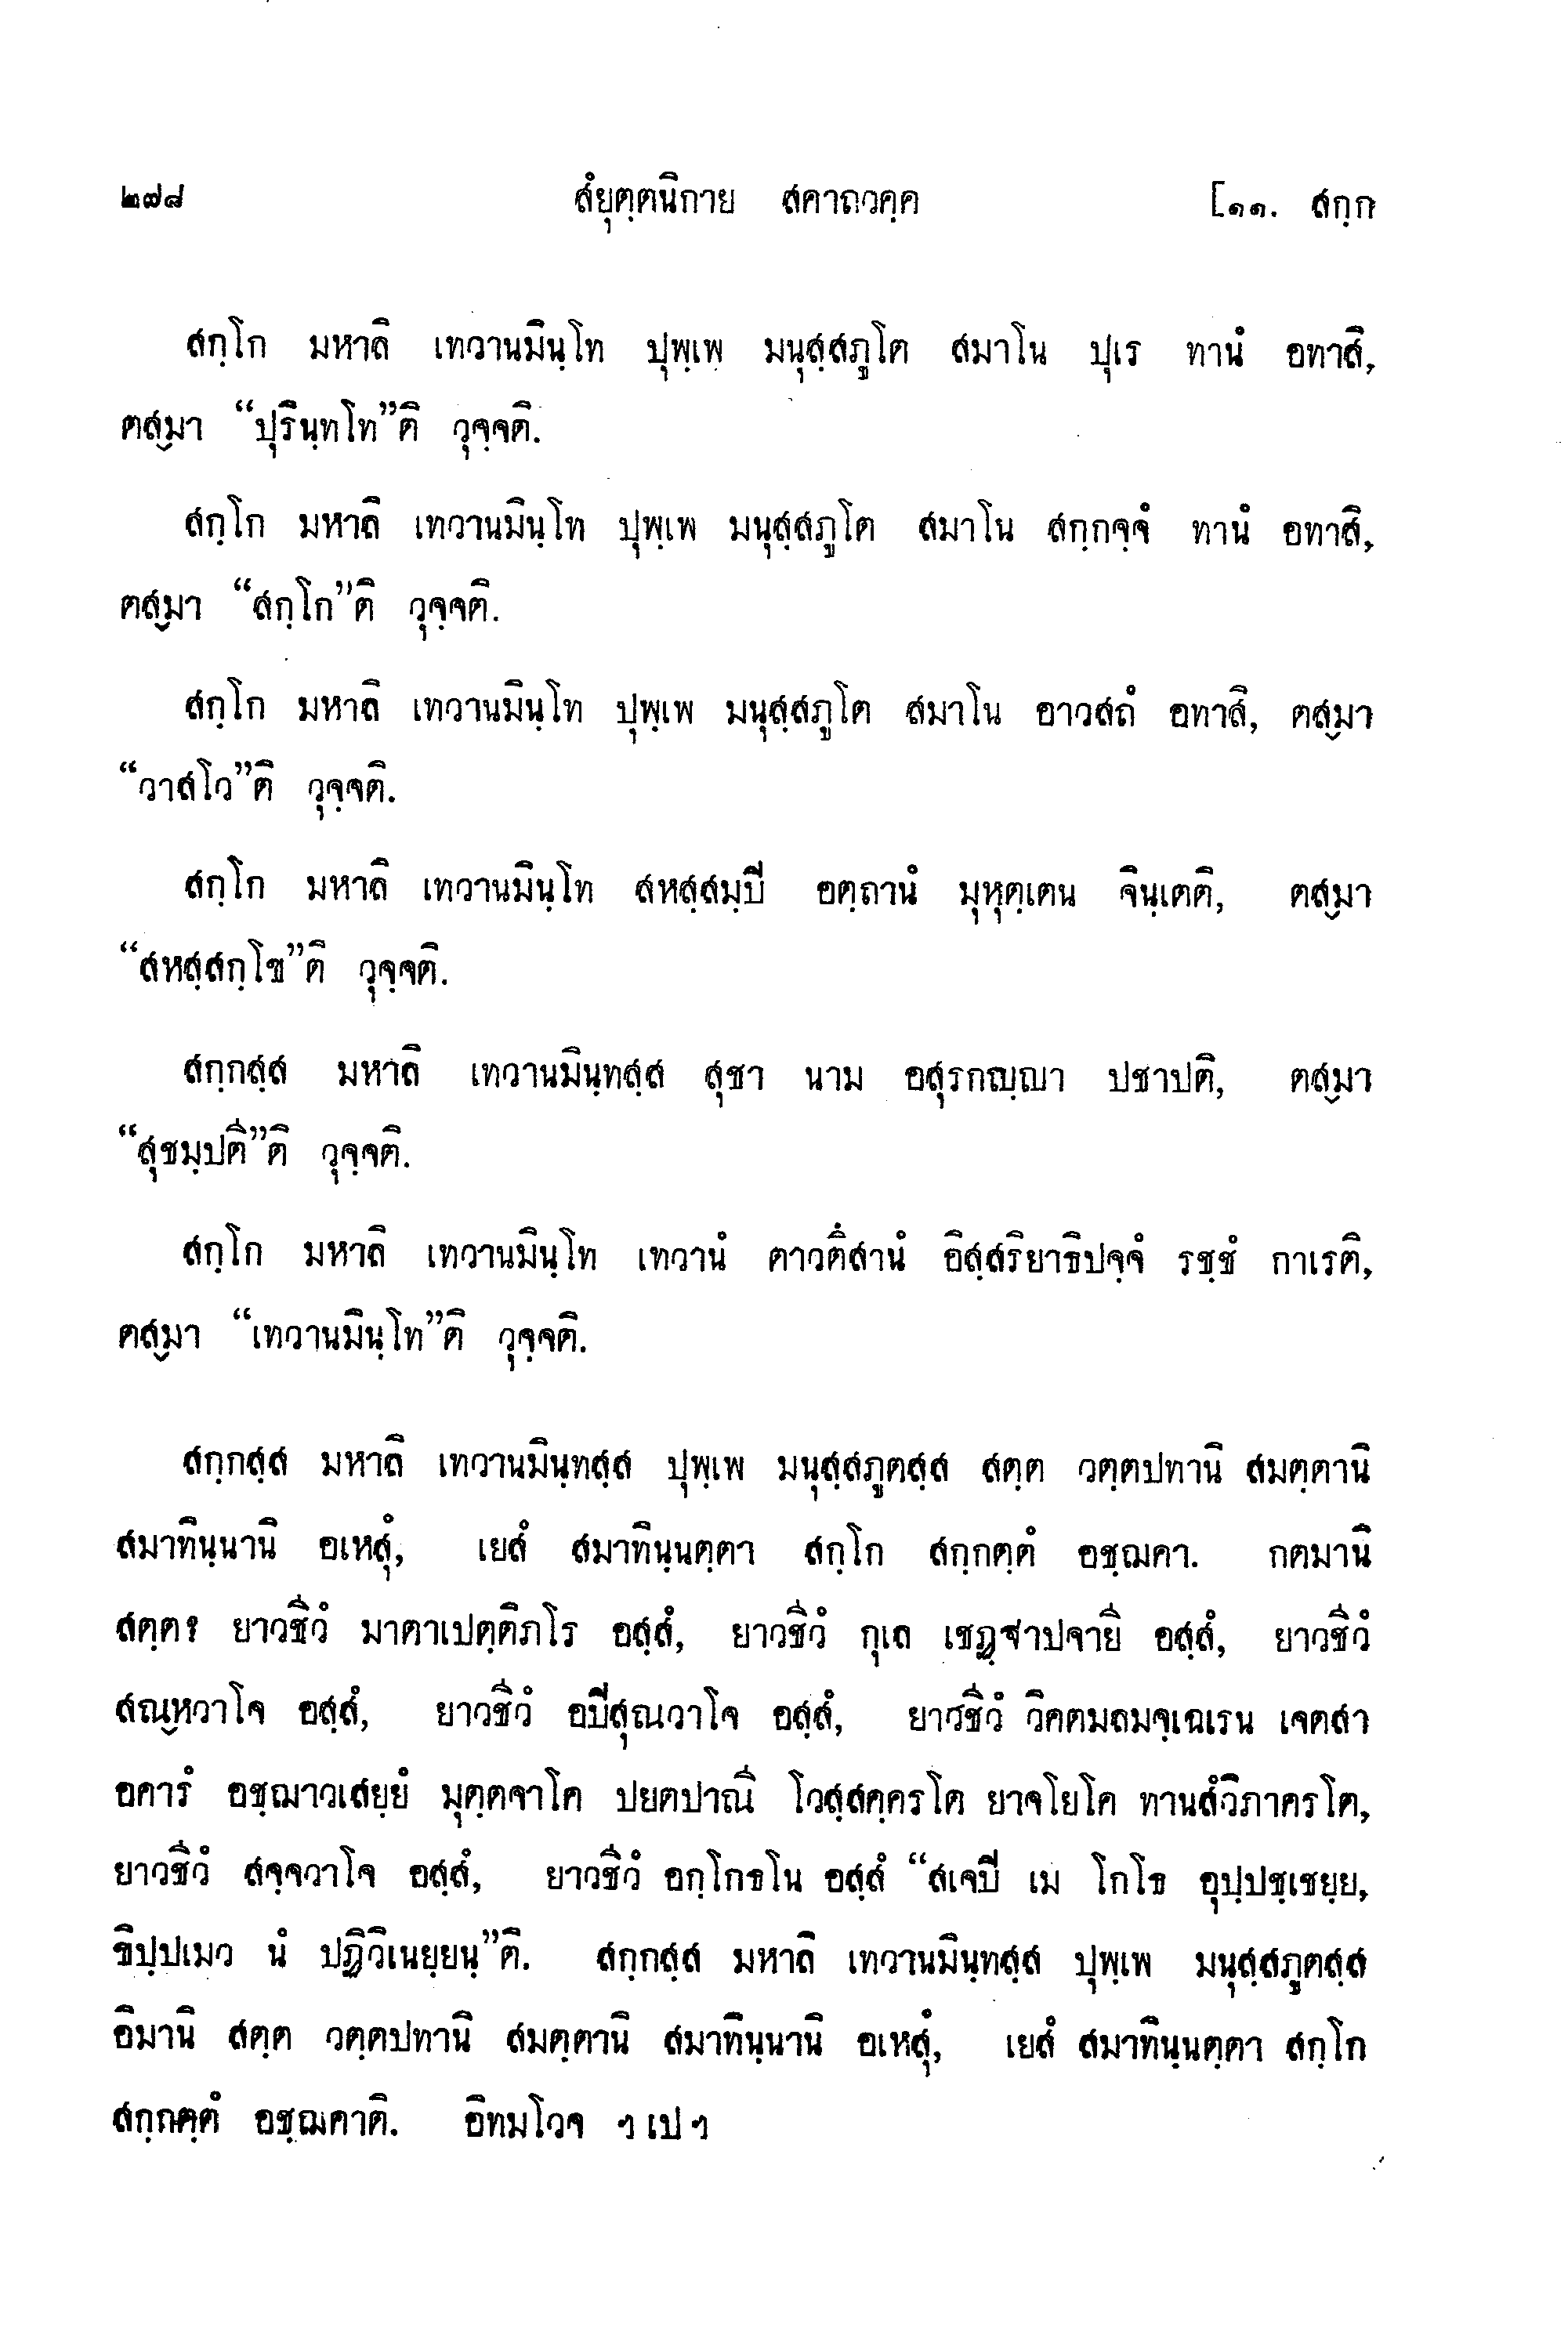 ๒๗๘ สํยุตฺตนิกาย สคาถวคฺค [๑๑. สกฺก
สกฺโก มหาลิ เทวานมินฺโท ปุพฺเพ มนุสฺสภูโต สมาโน ปุเร ทานํ อทาสิ,
ตสฺมา “ปุรินฺทโท”ติ วุจฺจติ.
สกฺโก มหาลิ เทวานมินฺโท ปุพฺเพ มนุสฺสภูโต สมาโน สกฺกจฺจํ ทานํ อทาสิ,
ตสฺมา “สกฺโก”ติ วุจฺจติ.
สกฺโก มหาลิ เทวานมินฺโท ปุพฺเพ มนุสฺสภูโต สมาโน อาวสถํ อทาสิ, ตสฺมา
“วาสโว”ติ วุจฺจติ.
สกฺโก มหาลิ เทวานมินฺโท สหสฺสมฺปิ อตฺถานํ มุหุตฺเตน จินฺเตติ, ตสฺมา
“สหสฺสกฺโข”ติ วุจฺจติ.
สกฺกสฺส มหาลิ เทวานมินฺทสฺส สุชา นาม อสุรกญฺญา ปชาปติ, ตสฺมา
“สุชมฺปตี”ติ วุจฺจติ.
สกฺโก มหาลิ เทวานมินฺโท เทวานํ ตาวตึสานํ อิสฺสริยาธิปจฺจํ รชฺชํ กาเรติ,
ตสฺมา “เทวานมินฺโท”ติ วุจฺจติ.
สกฺกสฺส มหาลิ เทวานมินฺทสฺส ปุพฺเพ มนุสฺสภูตสฺส สตฺต วตฺตปทานิ สมตฺตานิ
สมาทินฺนานิ อเหสุํ, เยสํ สมาทินฺนตฺตา สกฺโก สกฺกตฺตํ อชฺฌคา. กตมานิ
สตฺต? ยาวชีวํ มาตาเปตฺติภโร อสฺสํ, ยาวชีวํ กุเล เชฏฺฐาปจายี อสฺสํ, ยาวชีวํ
สณฺหวาโจ อสฺสํ, ยาวชีวํ อปิสุณวาโจ อสฺสํ, ยาวชีวํ วิคตมลมจฺเฉเรน เจตสา
อคารํ อชฺฌาวเสยฺยํ มุตฺตจาโค ปยตปาณี โวสฺสคฺครโต ยาจโยโค ทานสํวิภาครโต,
ยาวชีวํ สจฺจวาโจ อสฺสํ, ยาวชีวํ อกฺโกธโน อสฺสํ “สเจปิ เม โกโธ อุปฺปชฺเชยฺย,
ขิปฺปเมว นํ ปฏิวิเนยฺยนฺ”ติ. สกฺกสฺส มหาลิ เทวานมินฺทสฺส ปุพฺเพ มนุสฺสภูตสฺส
อิมานิ สตฺต วตฺตปทานิ สมตฺตานิ สมาทินฺนานิ อเหสุํ, เยสํ สมาทินฺนตฺตา สกฺโก
สกฺกตฺตํ อชฺฌคาติ. อิทมโวจ ฯ เป ฯ